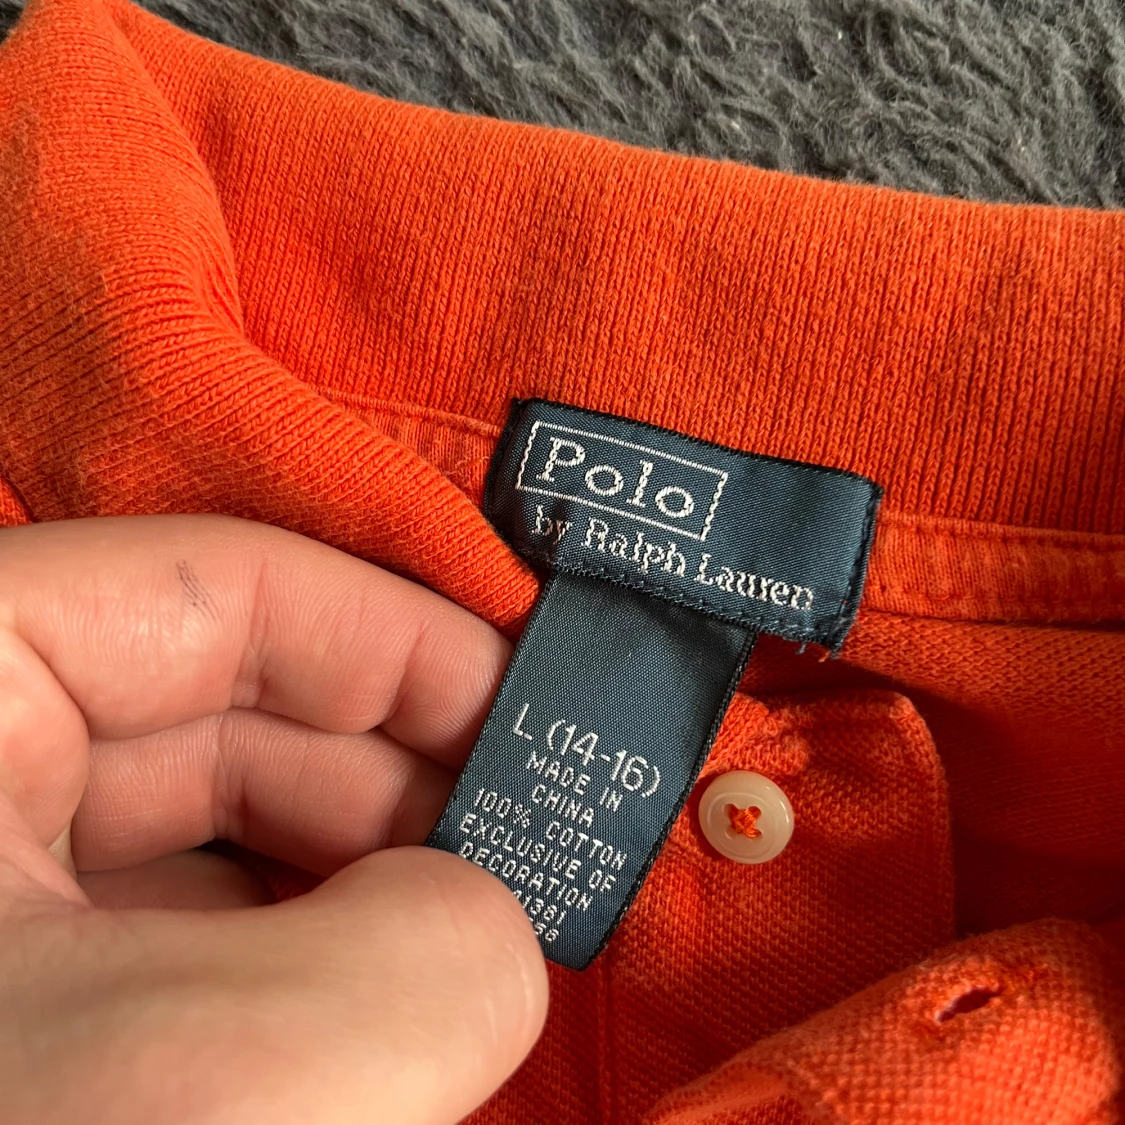 Polo
by Ralph Lauren
L (14-16)
MADE IN
CHINA
100% COTTON
EXCLUSIVE OF
DECORATION